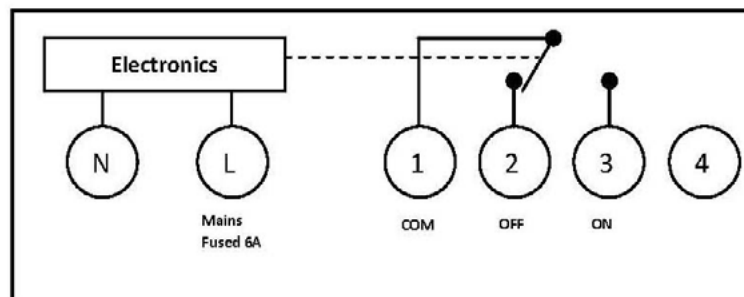 Electronics
N L 1 2 3 4
Mains
Fused 6A
COM OFF ON